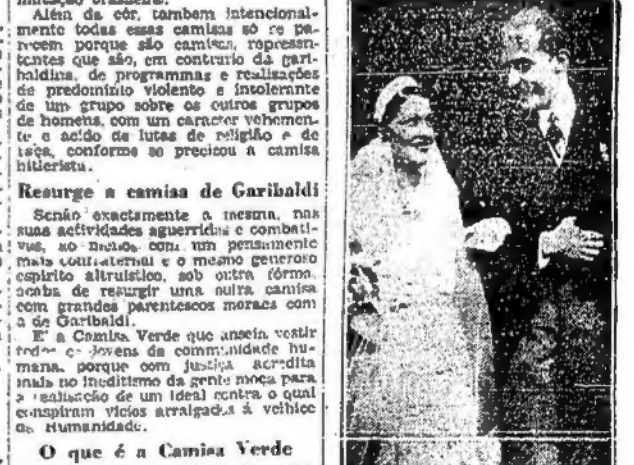 mitação brasileira.
Além da côr, tambem intencional-
mente todas essas camisas só se pa-
recem porque são camisas, represen-
tantes que são, em contrario da gari-
baldina, de programmas e realisações
de predominio violento e intolerante
de um grupo sobre os outros grupos
de homens, com um caracter vehemen-
te e acido de lutas de religião e de
raça, conforme se precisou a camisa
hitlerista.
Resurge a camisa de Garibaldi
Senão exactamente a mesma, nas
suas actividades aguerridas e combati-
vas, ao menos com um pensamento
mais confraternal e o mesmo generoso
espirito altruistico, sob outra fórma,
acaba de resurgir uma outra camisa
com grandes parentescos moraes com
a de Garibaldi.
E' a Camisa Verde que anseia vestir
todos os jovens da communidade hu-
mana, porque com justiça acredita
mais no ineditismo da gente moça para
a realisação de um ideal contra o qual
conspiram vicios arraigados á velhice
da Humanidade.
O que é a Camisa Verde